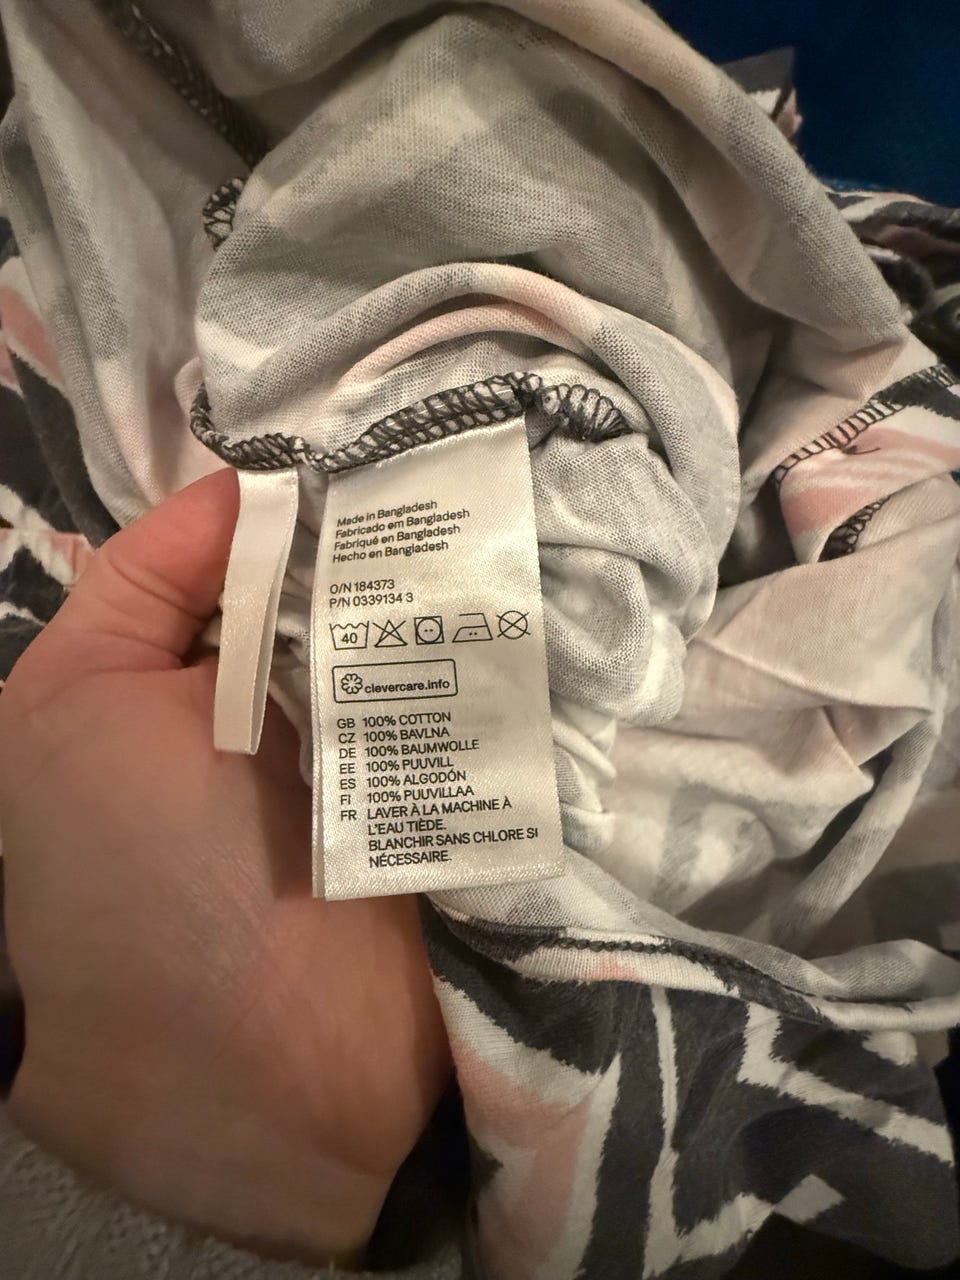 Made in Bangladesh
Fabricado em Bangladesh
Fabriqué en Bangladesh
Hecho en Bangladesh
O/N 184373
P/N 0339134 3
40
clevercare.info
GB 100% COTTON
CZ 100% BAVLNA
DE 100% BAUMWOLLE
EE 100% PUUVILL
ES 100% ALGODÓN
FI 100% PUUVILLAA
FR LAVER À LA MACHINE À
L'EAU TIÈDE.
BLANCHIR SANS CHLORE SI
NÉCESSAIRE.